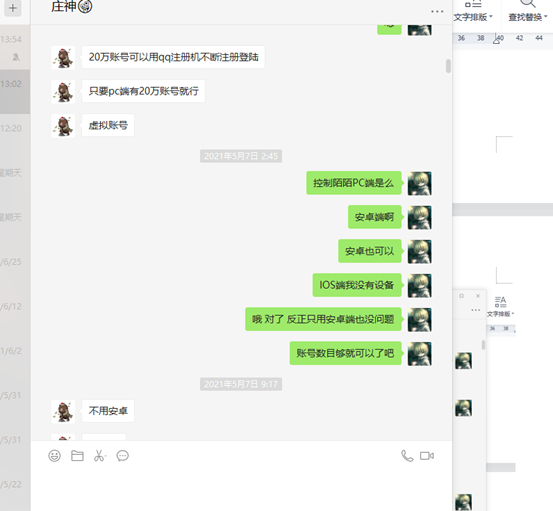 庄神
文字排版
查找替换
13:54
13:02
12:20
星期天
星期天
/6/25
/6/12
1/6/2
/5/31
/5/31
/5/22
36 38 40 42 44
20万账号可以用qq注册机不断注册登陆
只要pc端有20万账号就行
虚拟账号
2021年5月7日 2:45
控制陌陌PC端是么
安卓端啊
安卓也可以
IOS端我没有设备
哦 对了 反正只用安卓端也没问题
账号数目够就可以了吧
2021年5月7日 9:17
不用安卓
文字排版
36 38